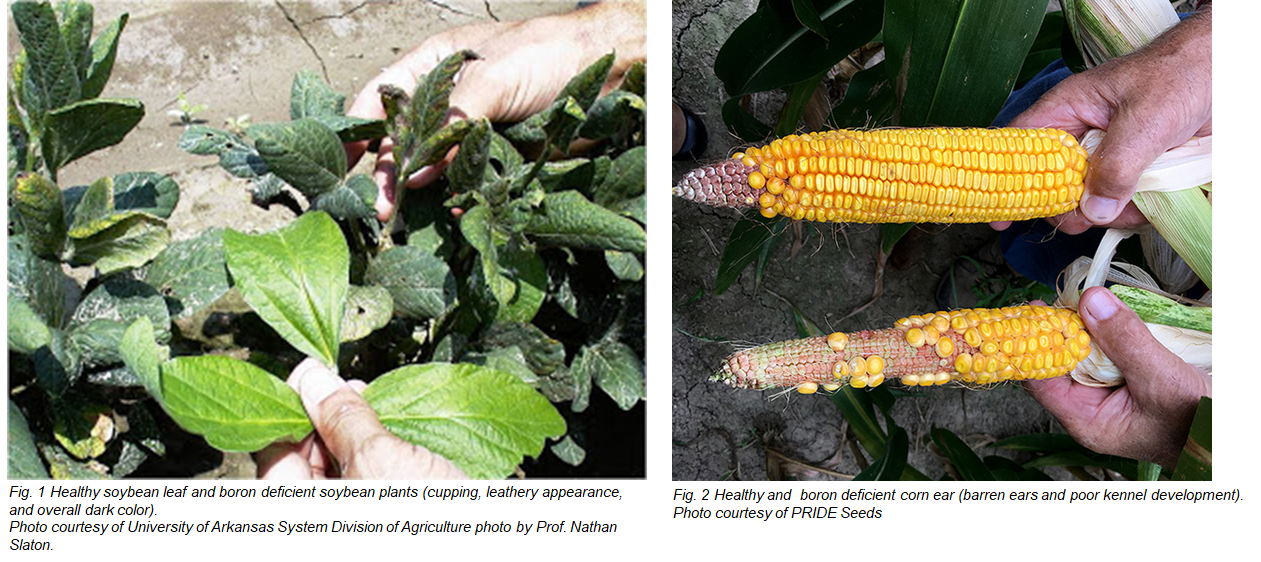 Fig. 1 Healthy soybean leaf and boron deficient soybean plants (cupping, leathery appearance,
and overall dark color).
Photo courtesy of University of Arkansas System Division of Agriculture photo by Prof. Nathan
Slaton.
Fig. 2 Healthy and  boron deficient corn ear (barren ears and poor kennel development).
Photo courtesy of PRIDE Seeds